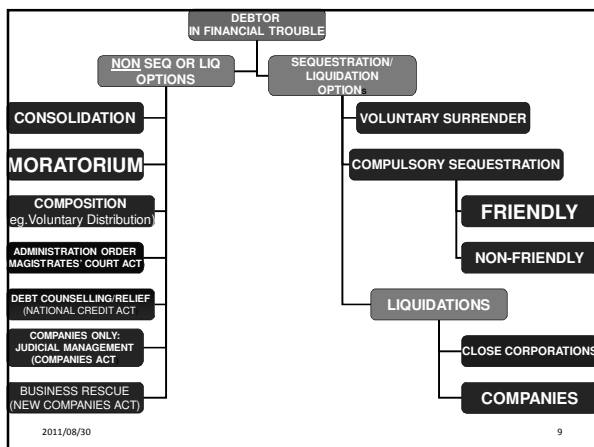 DEBTOR
IN FINANCIAL TROUBLE
NON SEQ OR LIQ
OPTIONS
SEQUESTRATION/
LIQUIDATION
OPTIONs
CONSOLIDATION
MORATORIUM
COMPOSITION
eg.Voluntary Distribution)
ADMINISTRATION ORDER
MAGISTRATES' COURT ACT
DEBT COUNSELLING/RELIEF
(NATIONAL CREDIT ACT
COMPANIES ONLY:
JUDICIAL MANAGEMENT
(COMPANIES ACT)
BUSINESS RESCUE
(NEW COMPANIES ACT)
VOLUNTARY SURRENDER
COMPULSORY SEQUESTRATION
FRIENDLY
NON-FRIENDLY
LIQUIDATIONS
CLOSE CORPORATIONS
COMPANIES
2011/08/30
9